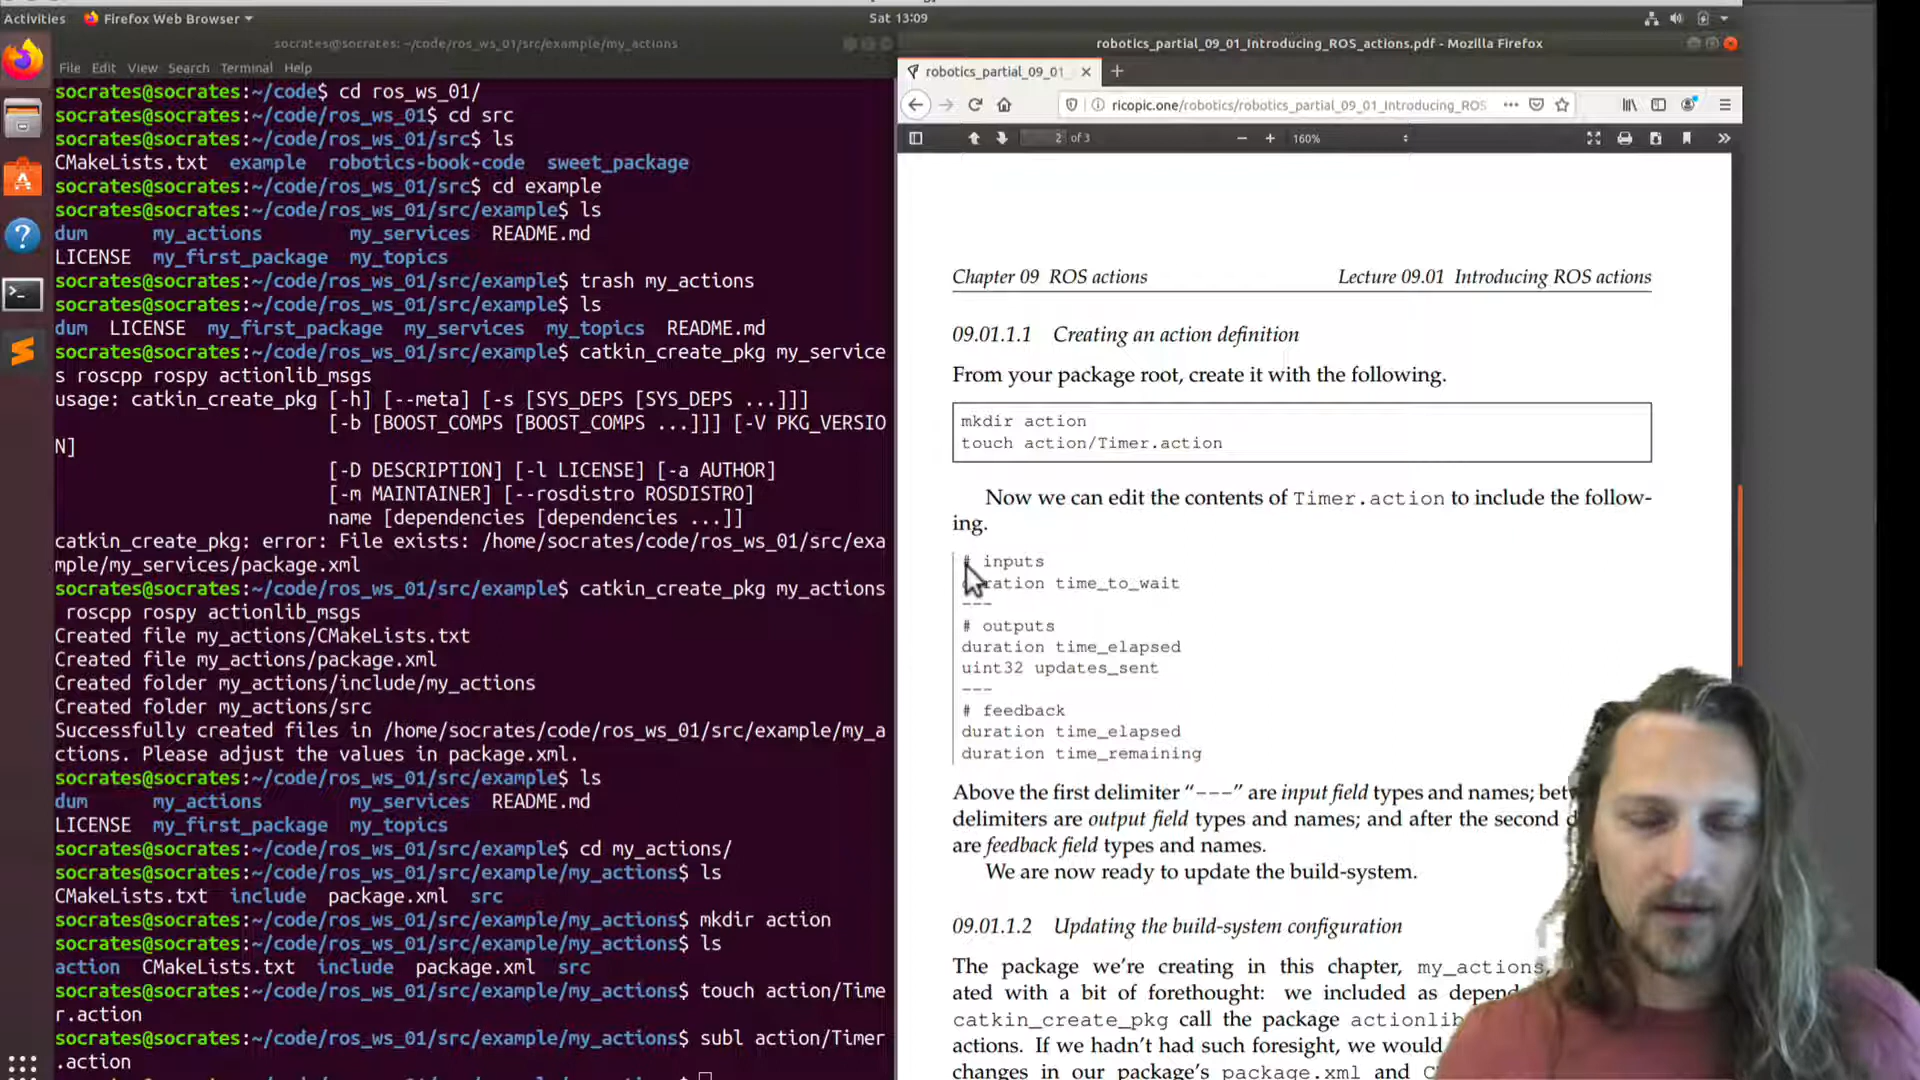 Activities
Firefox Web Browser
Sat 13:09
socrates@socrates: ~/code/ros_ws_01/src/example/my_actions
File Edit View Search Terminal Help
socrates@socrates:~/code$ cd ros_ws_01/
socrates@socrates:~/code/ros_ws_01$ cd src
socrates@socrates:~/code/ros_ws_01/src$ ls
CMakeLists.txt example robotics-book-code sweet_package
socrates@socrates:~/code/ros_ws_01/src$ cd example
socrates@socrates:~/code/ros_ws_01/src/example$ ls
dum my_actions my_services README.md
LICENSE my_first_package my_topics
socrates@socrates:~/code/ros_ws_01/src/example$ trash my_actions
socrates@socrates:~/code/ros_ws_01/src/example$ ls
dum LICENSE my_first_package my_services my_topics README.md
socrates@socrates:~/code/ros_ws_01/src/example$ catkin_create_pkg my_service
s roscpp rospy actionlib_msgs
usage: catkin_create_pkg [-h] [--meta] [-s [SYS_DEPS [SYS_DEPS ...]]]
[-b [BOOST_COMPS [BOOST_COMPS ...]]] [-V PKG_VERSIO
N]
[-D DESCRIPTION] [-l LICENSE] [-a AUTHOR]
[-m MAINTAINER] [--rosdistro ROSDISTRO]
name [dependencies [dependencies ...]]
catkin_create_pkg: error: File exists: /home/socrates/code/ros_ws_01/src/exa
mple/my_services/package.xml
socrates@socrates:~/code/ros_ws_01/src/example$ catkin_create_pkg my_actions
roscpp rospy actionlib_msgs
Created file my_actions/CMakeLists.txt
Created file my_actions/package.xml
Created folder my_actions/include/my_actions
Created folder my_actions/src
Successfully created files in /home/socrates/code/ros_ws_01/src/example/my_a
ctions. Please adjust the values in package.xml.
socrates@socrates:~/code/ros_ws_01/src/example$ ls
dum my_actions my_services README.md
LICENSE my_first_package my_topics
socrates@socrates:~/code/ros_ws_01/src/example$ cd my_actions/
socrates@socrates:~/code/ros_ws_01/src/example/my_actions$ ls
CMakeLists.txt include package.xml src
socrates@socrates:~/code/ros_ws_01/src/example/my_actions$ mkdir action
socrates@socrates:~/code/ros_ws_01/src/example/my_actions$ ls
action CMakeLists.txt include package.xml src
socrates@socrates:~/code/ros_ws_01/src/example/my_actions$ touch action/Time
r.action
socrates@socrates:~/code/ros_ws_01/src/example/my_actions$ subl action/Timer
.action
robotics_partial_09_01_Introducing_ROS_actions.pdf - Mozilla Firefox
robotics_partial_09_01
ricopic.one/robotics/robotics_partial_09_01_Introducing_ROS
2 of 3
160%
Chapter 09 ROS actions
Lecture 09.01 Introducing ROS actions
09.01.1.1 Creating an action definition
From your package root, create it with the following.
mkdir action
touch action/Timer.action
Now we can edit the contents of Timer.action to include the follow-
ing.
# inputs
duration time_to_wait
---
# outputs
duration time_elapsed
uint32 updates_sent
---
# feedback
duration time_elapsed
duration time_remaining
Above the first delimiter “---” are input field types and names;
delimiters are output field types and names; and after the second
are feedback field types and names.
We are now ready to update the build-system.
09.01.1.2 Updating the build-system configuration
The package we're creating in this chapter, my_actions,
ated with a bit of forethought: we included as depend
catkin_create_pkg call the package actionlib
actions. If we hadn't had such foresight, we would
changes in our package's package.xml and C